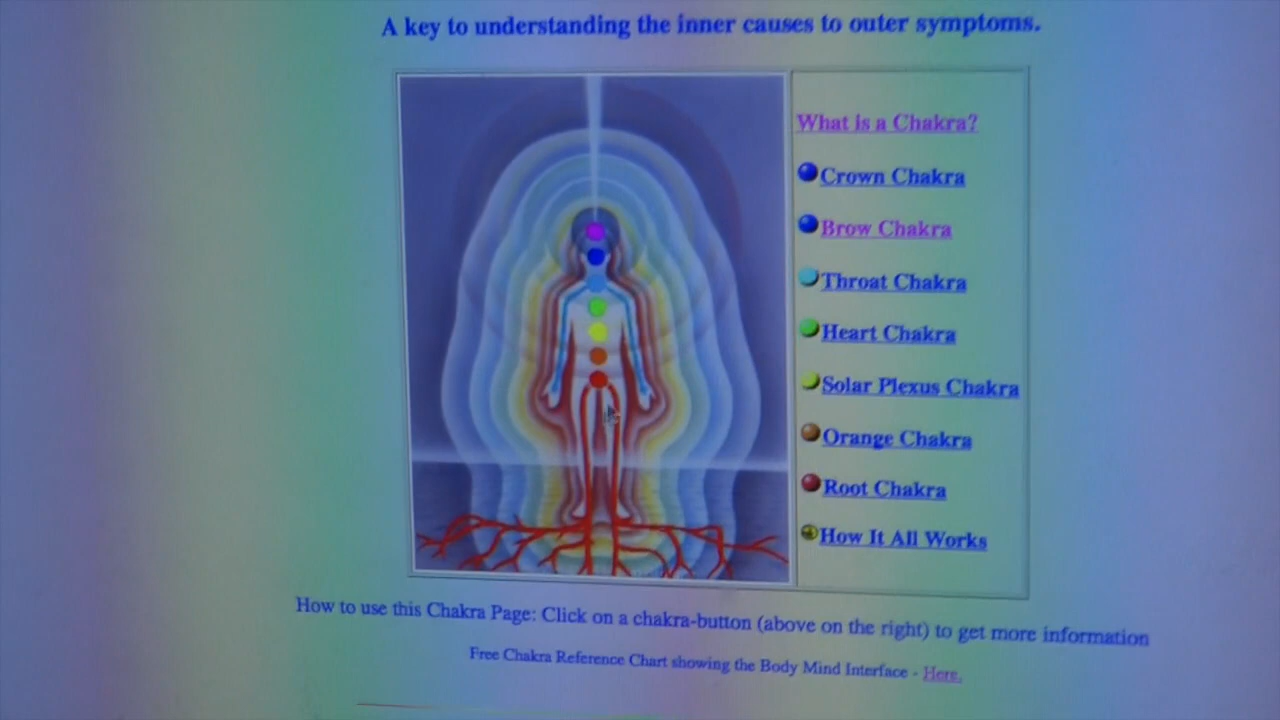 A key to understanding the inner causes to outer symptoms.
What is a Chakra?
Crown Chakra
Brow Chakra
Throat Chakra
Heart Chakra
Solar Plexus Chakra
Orange Chakra
Root Chakra
How It All Works
How to use this Chakra Page: Click on a chakra-button (above on the right) to get more information
Free Chakra Reference Chart showing the Body Mind Interface - Here.